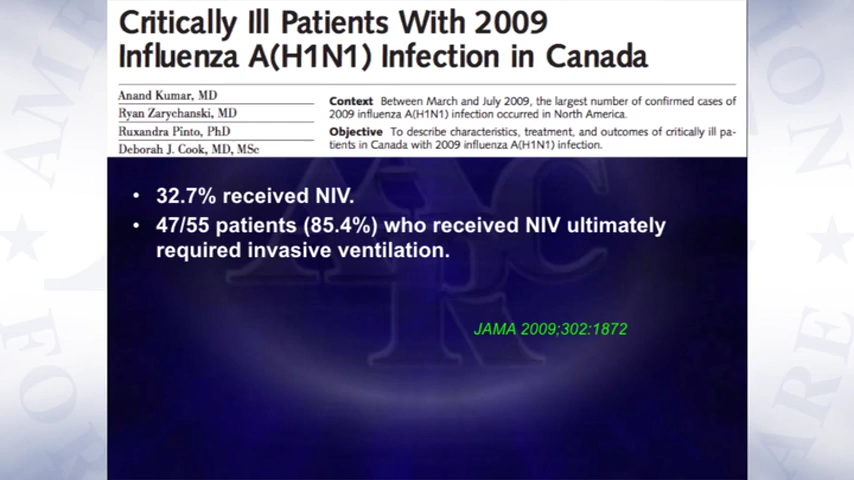 Critically Ill Patients With 2009
Influenza A(H1N1) Infection in Canada
Anand Kumar, MD
Ryan Zarychanski, MD
Ruxandra Pinto, PhD
Deborah J. Cook, MD, MSc
Context Between March and July 2009, the largest number of confirmed cases of
2009 influenza A(H1N1) infection occurred in North America.
Objective To describe characteristics, treatment, and outcomes of critically ill pa-
tients in Canada with 2009 influenza A(H1N1) infection.
• 32.7% received NIV.
• 47/55 patients (85.4%) who received NIV ultimately
required invasive ventilation.
JAMA 2009;302:1872
AARC